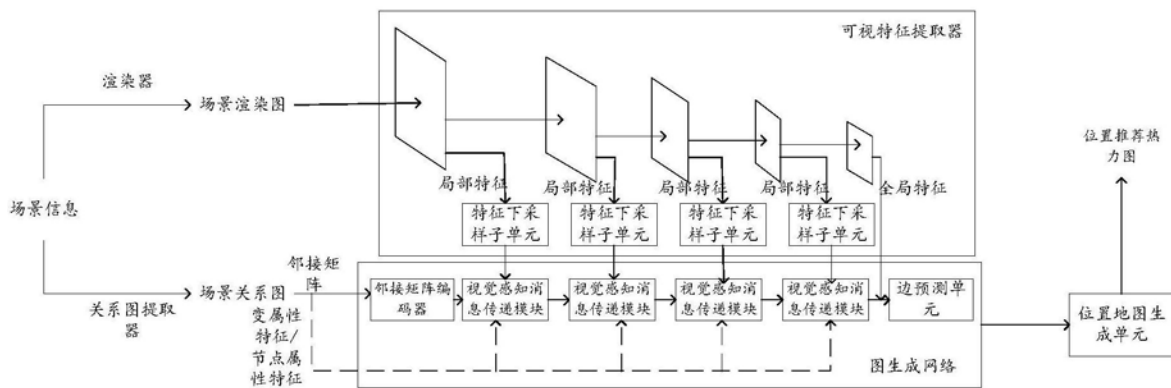 可视特征提取器
渲染器
场景渲染图
位置推荐热
力图
局部特征
局部特征
局部特征
局部特征
全局特征
场景信息
特征下采
样子单元
特征下采
样子单元
特征下采
样子单元
特征下采
样子单元
邻接矩
阵
场景关系图
关系图提取
器
邻接矩阵编
码器
视觉感知消
息传递模块
视觉感知消
息传递模块
视觉感知消
息传递模块
视觉感知消
息传递模块
边预测单
元
变属性
特征/
节点属
性特征
位置地图生
成单元
图生成网络